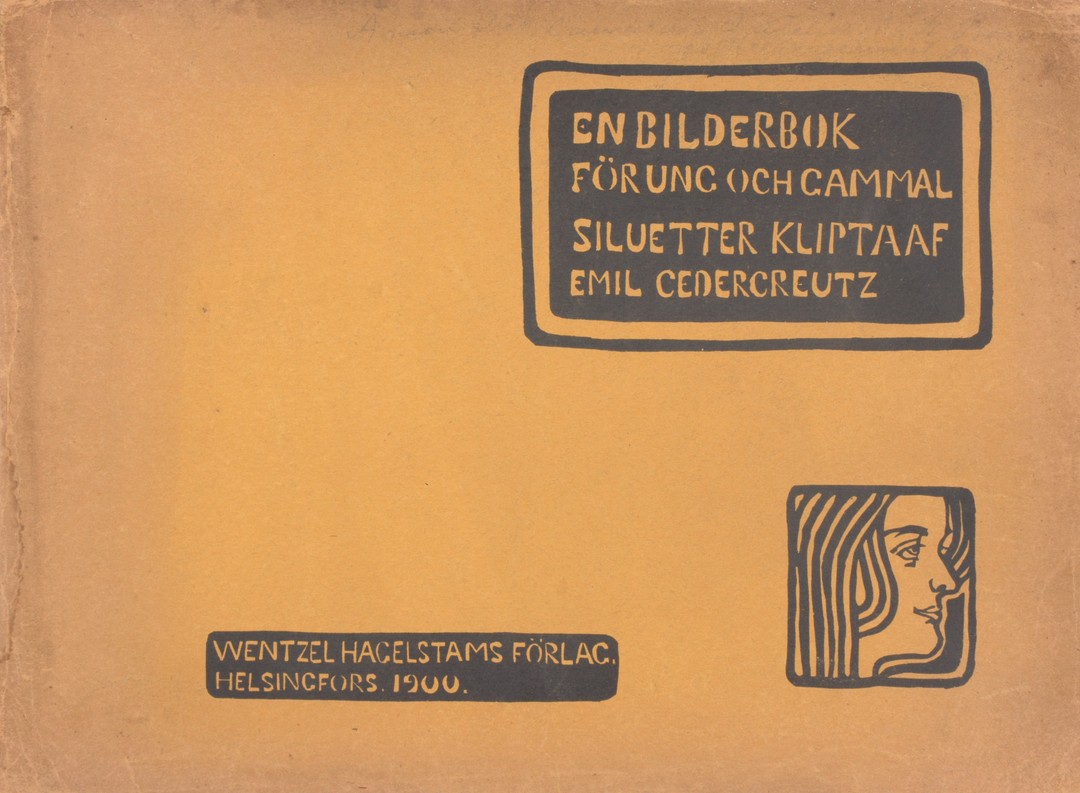 EN BILDERBOK
FÖR UNG OCH GAMMAL
SILUETTER KLIPTA AF
EMIL CEDERCREUTZ
WENTZEL HAGELSTAMS FÖRLAG.
HELSINGFORS. 1900.